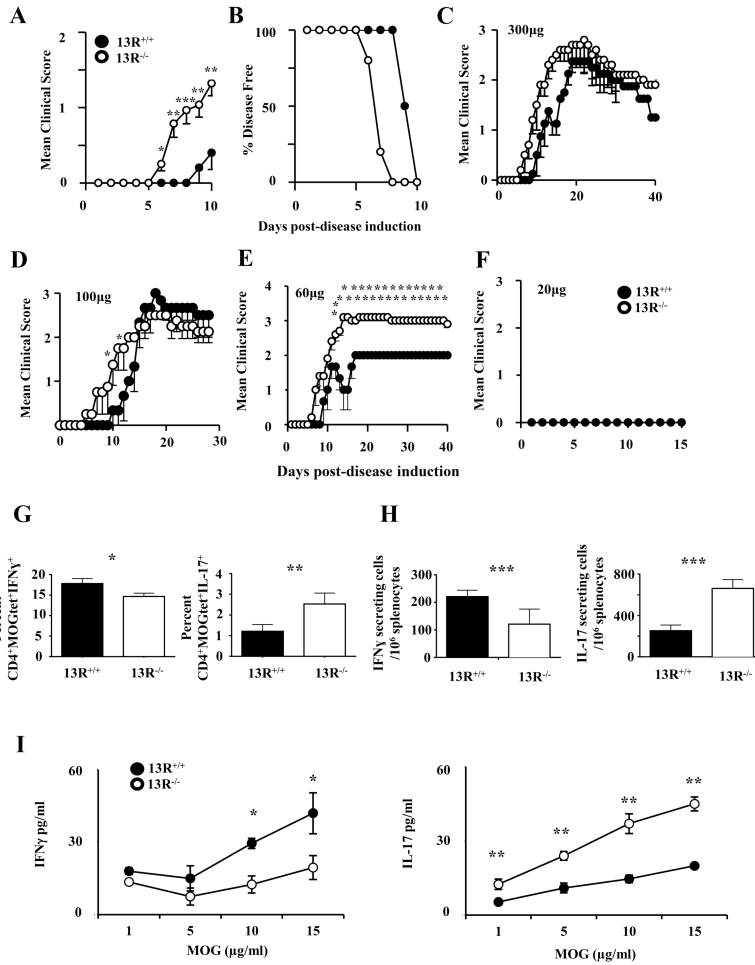 A
13R+/+
13R-/-
Mean Clinical Score
2
1
0
* ** *** ** **
0 5 10
B
% Disease Free
100
50
0
0 5 10
Days post-disease induction
C
300µg
Mean Clinical Score
3
2
1
0
0 20 40
D
100µg
Mean Clinical Score
3
2
1
0
* *
0 10 20 30
E
60µg
Mean Clinical Score
4
3
2
1
0
0 10 20 30 40
Days post-disease induction
F
20µg
13R+/+
13R-/-
Mean Clinical Score
3
2
1
0
0 5 10 15
G
CD4+MOGtet+IFNγ+
20
15
10
5
0
*
13R+/+ 13R-/-
Percent
CD4+MOGtet+IL-17+
4
3
2
1
0
**
13R+/+ 13R-/-
H
IFNγ secreting cells
/10⁶ splenocytes
300
200
100
0
***
13R+/+ 13R-/-
IL-17 secreting cells
/10⁶ splenocytes
800
400
0
***
13R+/+ 13R-/-
I
13R+/+
13R-/-
IFNγ pg/ml
60
30
0
* *
1 5 10 15
MOG (µg/ml)
IL-17 pg/ml
60
30
0
** ** ** **
1 5 10 15
MOG (µg/ml)